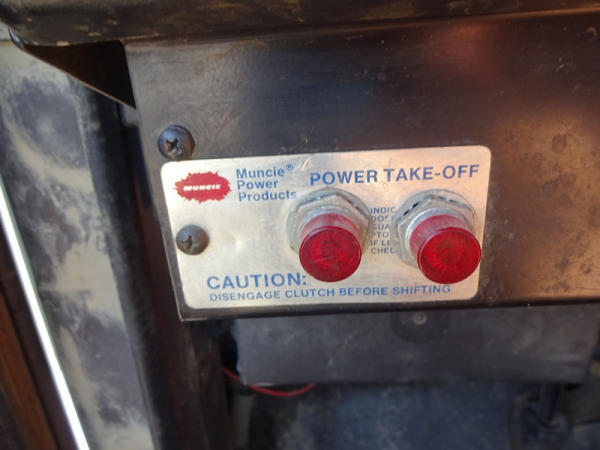 MUNCIE
Muncie®
Power
Products
POWER TAKE-OFF
CAUTION:
DISENGAGE CLUTCH BEFORE SHIFTING